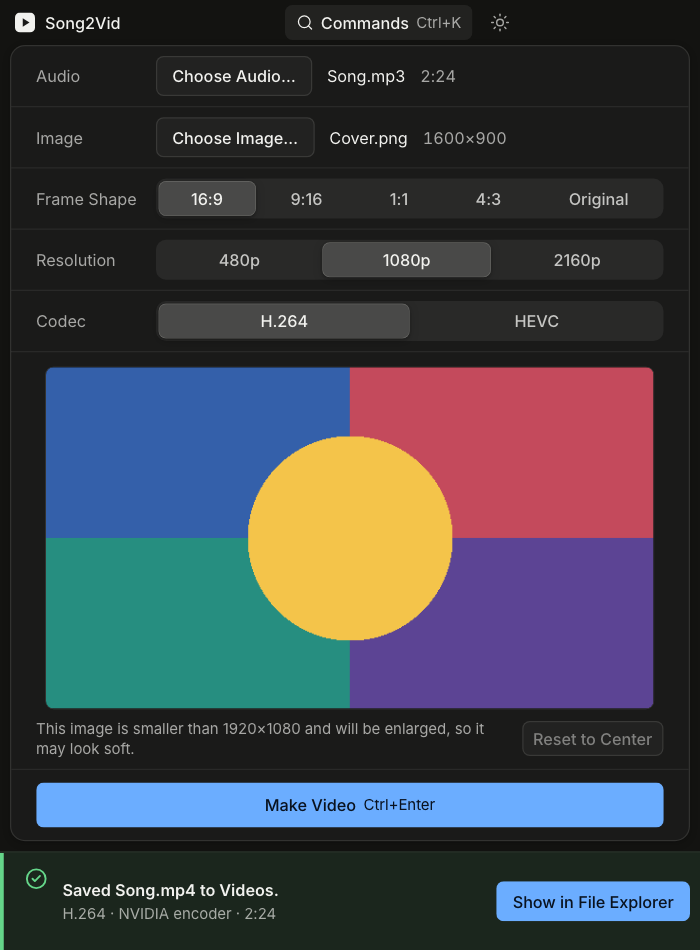 Song2Vid
Commands Ctrl+K
Audio Choose Audio... Song.mp3 2:24
Image Choose Image... Cover.png 1600×900
Frame Shape 16:9 9:16 1:1 4:3 Original
Resolution 480p 1080p 2160p
Codec H.264 HEVC
This image is smaller than 1920×1080 and will be enlarged, so it
may look soft.
Reset to Center
Make Video Ctrl+Enter
Saved Song.mp4 to Videos.
H.264 · NVIDIA encoder · 2:24
Show in File Explorer